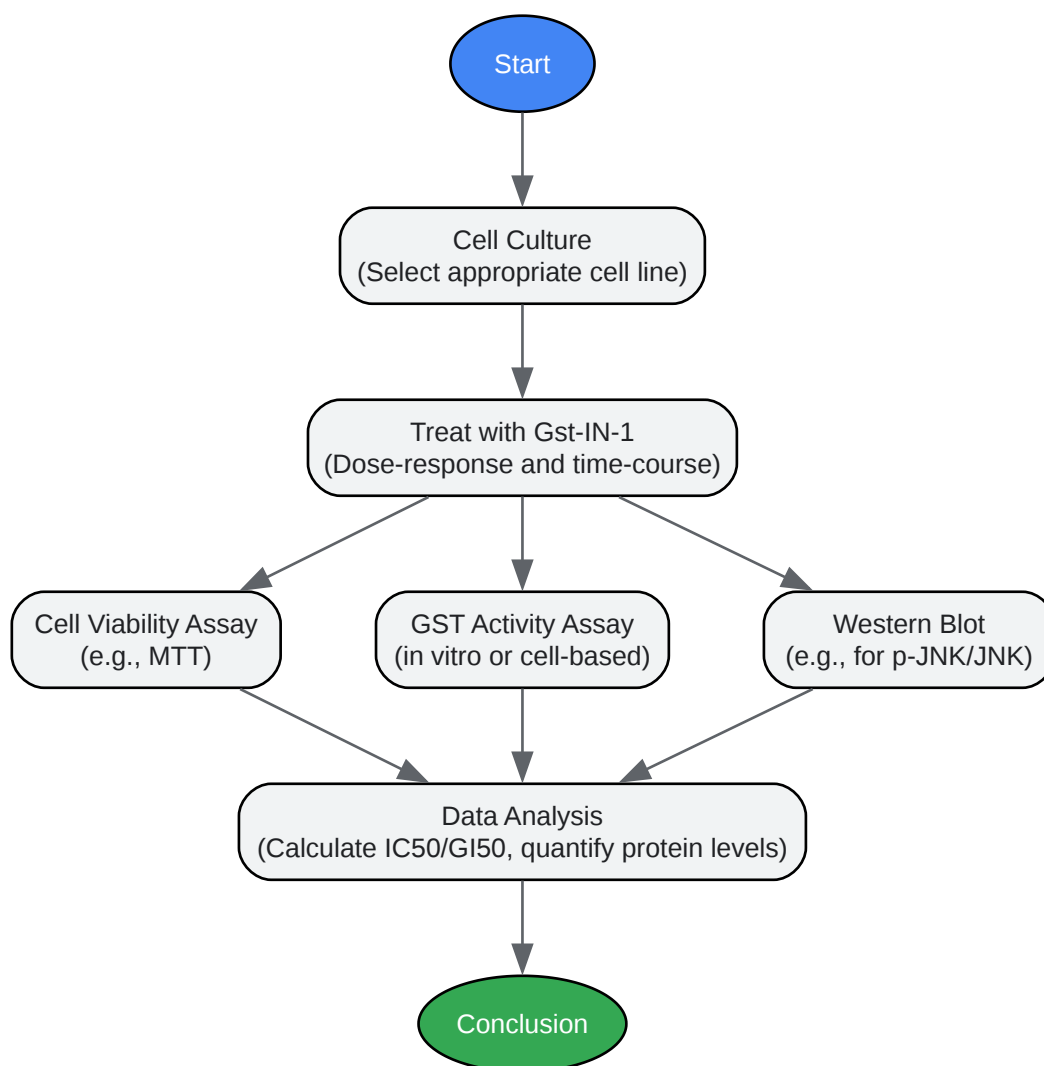 Start
Cell Culture
(Select appropriate cell line)
Treat with Gst-IN-1
(Dose-response and time-course)
Cell Viability Assay
(e.g., MTT)
GST Activity Assay
(in vitro or cell-based)
Western Blot
(e.g., for p-JNK/JNK)
Data Analysis
(Calculate IC50/GI50, quantify protein levels)
Conclusion